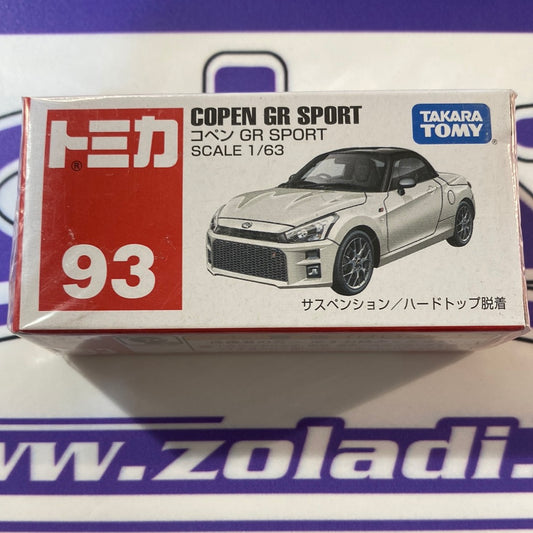 トミカ
®
93
COPEN GR SPORT
コペン GR SPORT
SCALE 1/63
TAKARA
TOMY
サスペンション／ハードトップ脱着
www.zoladi.